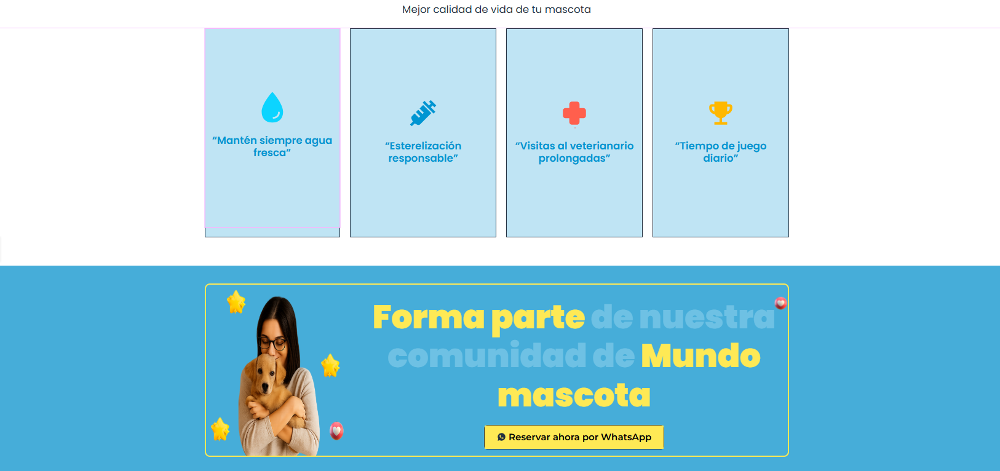 Mejor calidad de vida de tu mascota
“Mantén siempre agua
fresca”
“Esterelización
responsable”
“Visitas al veterianario
prolongadas”
“Tiempo de juego
diario”
Forma parte de nuestra
comunidad de Mundo
mascota
Reservar ahora por WhatsApp